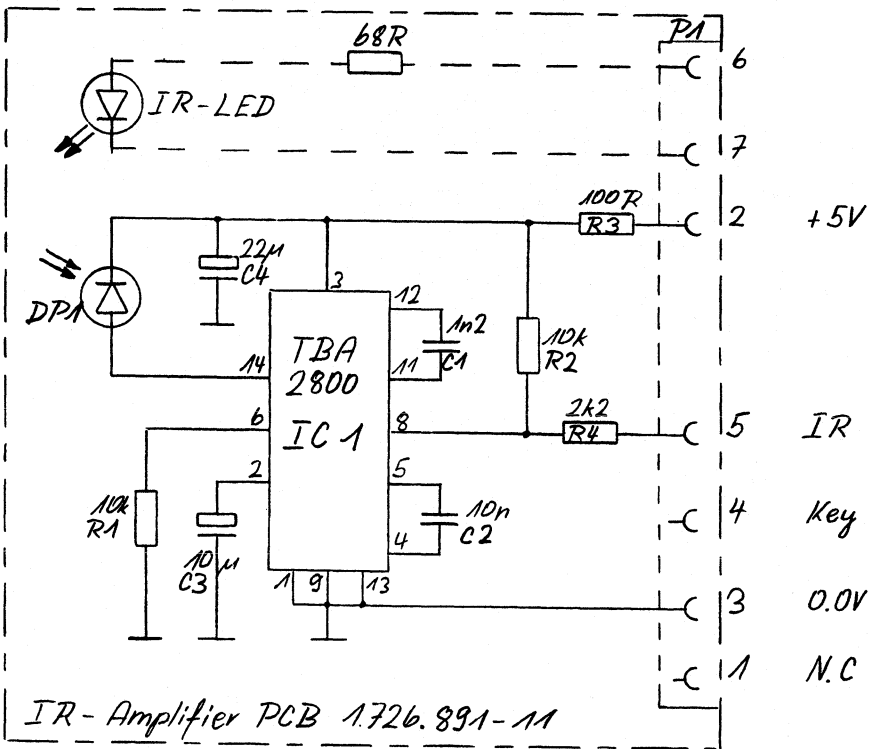 P1
68R
6
IR-LED
7
100R
R3
2
+5V
22µ
C4
DP1
3
12
1n2
C1
11
TBA
2800
IC1
14
10k
R2
6
8
2k2
R4
5
IR
2
5
10n
C2
4
10k
R1
10µ
C3
4
Key
1
9
13
3
0.0V
1
N.C
IR-Amplifier PCB 1.726.891-11